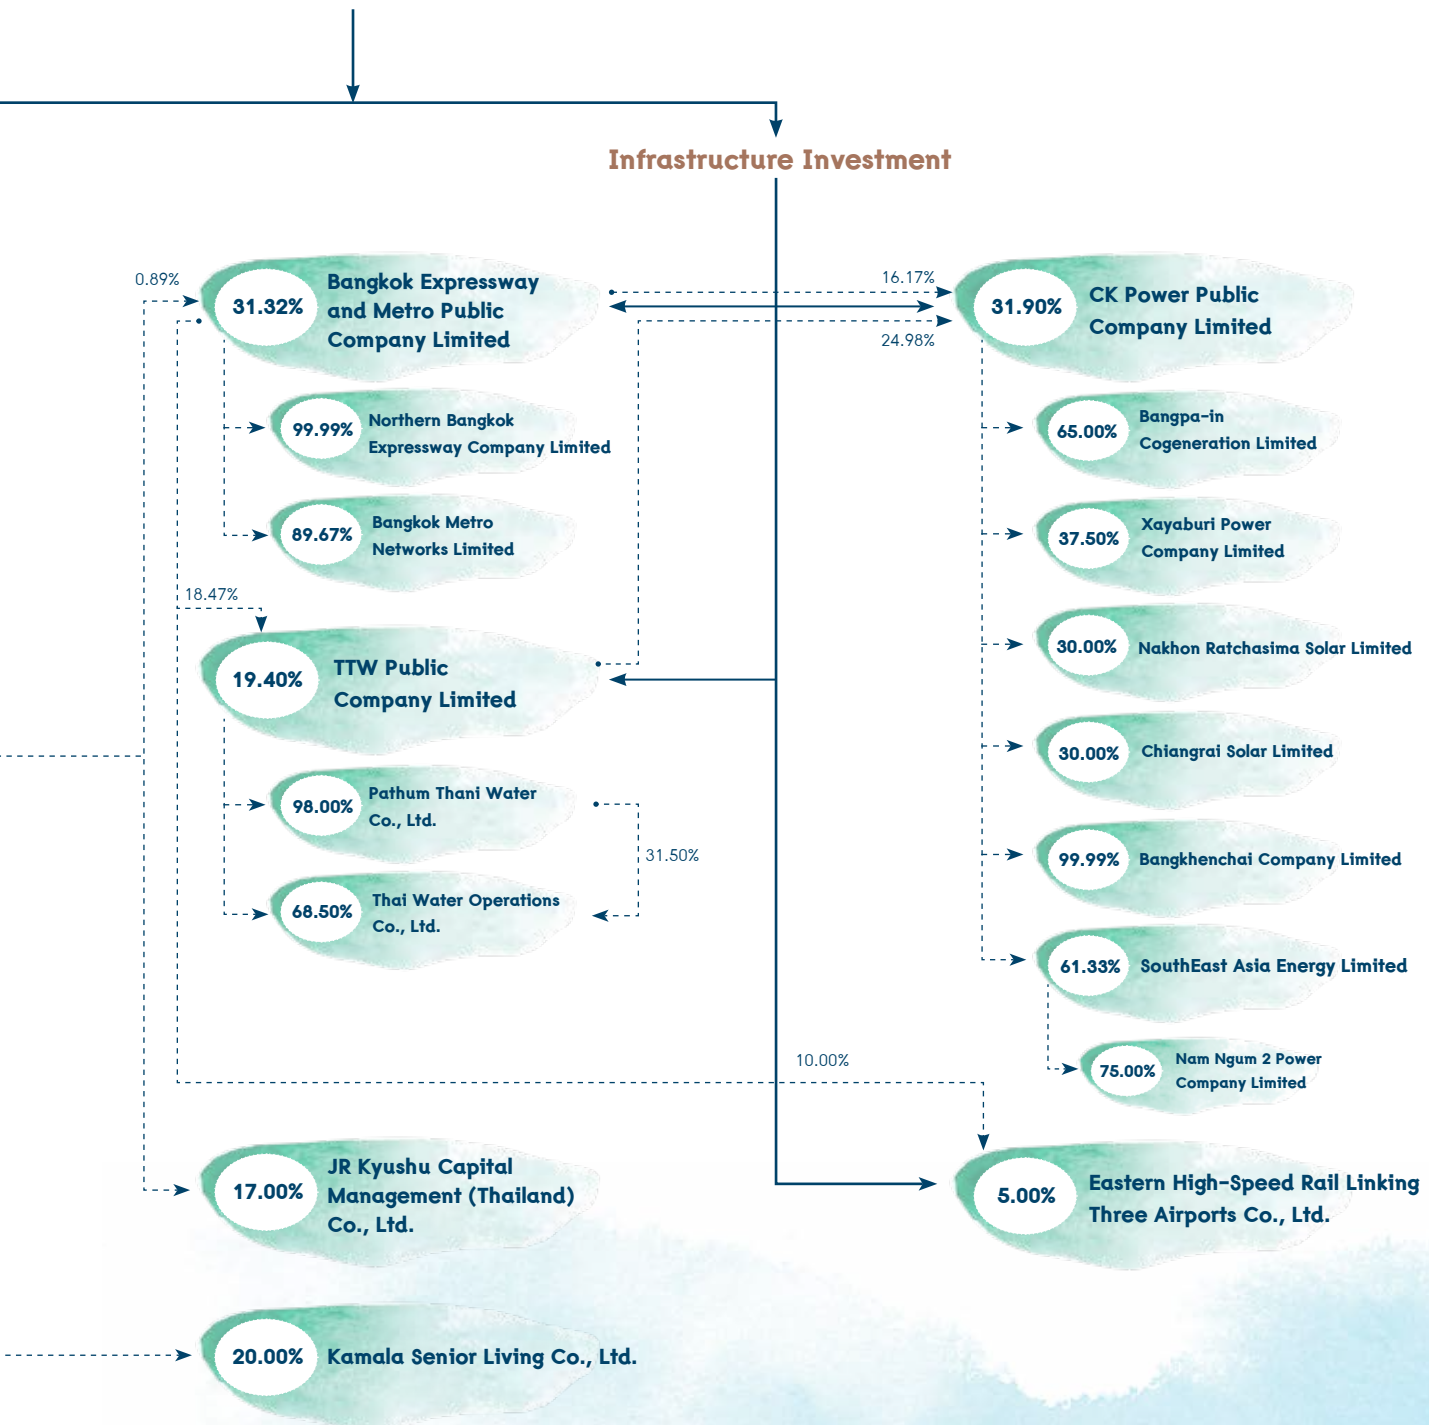 Infrastructure Investment
0.89%
31.32%
Bangkok Expressway
and Metro Public
Company Limited
16.17%
24.98%
31.90%
CK Power Public
Company Limited
99.99%
Northern Bangkok
Expressway Company Limited
89.67%
Bangkok Metro
Networks Limited
18.47%
19.40%
TTW Public
Company Limited
98.00%
Pathum Thani Water
Co., Ltd.
31.50%
68.50%
Thai Water Operations
Co., Ltd.
65.00%
Bangpa-in
Cogeneration Limited
37.50%
Xayaburi Power
Company Limited
30.00%
Nakhon Ratchasima Solar Limited
30.00%
Chiangrai Solar Limited
99.99%
Bangkhenchai Company Limited
61.33%
SouthEast Asia Energy Limited
75.00%
Nam Ngum 2 Power
Company Limited
10.00%
17.00%
JR Kyushu Capital
Management (Thailand)
Co., Ltd.
5.00%
Eastern High-Speed Rail Linking
Three Airports Co., Ltd.
20.00%
Kamala Senior Living Co., Ltd.